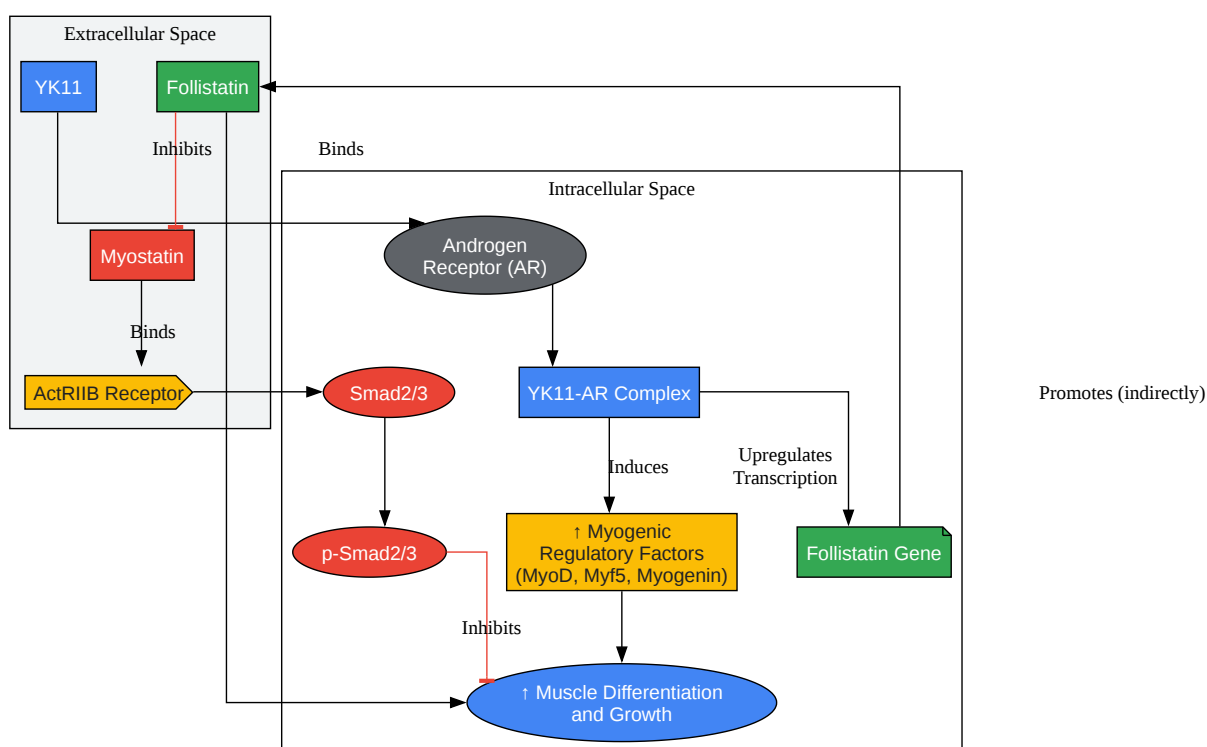 Extracellular Space
YK11
Follistatin
Inhibits
Binds
Intracellular Space
Myostatin
Androgen
Receptor (AR)
Binds
ActRIIB Receptor
Smad2/3
YK11-AR Complex
Promotes (indirectly)
Induces
Upregulates
Transcription
p-Smad2/3
↑ Myogenic
Regulatory Factors
(MyoD, Myf5, Myogenin)
Follistatin Gene
Inhibits
↑ Muscle Differentiation
and Growth